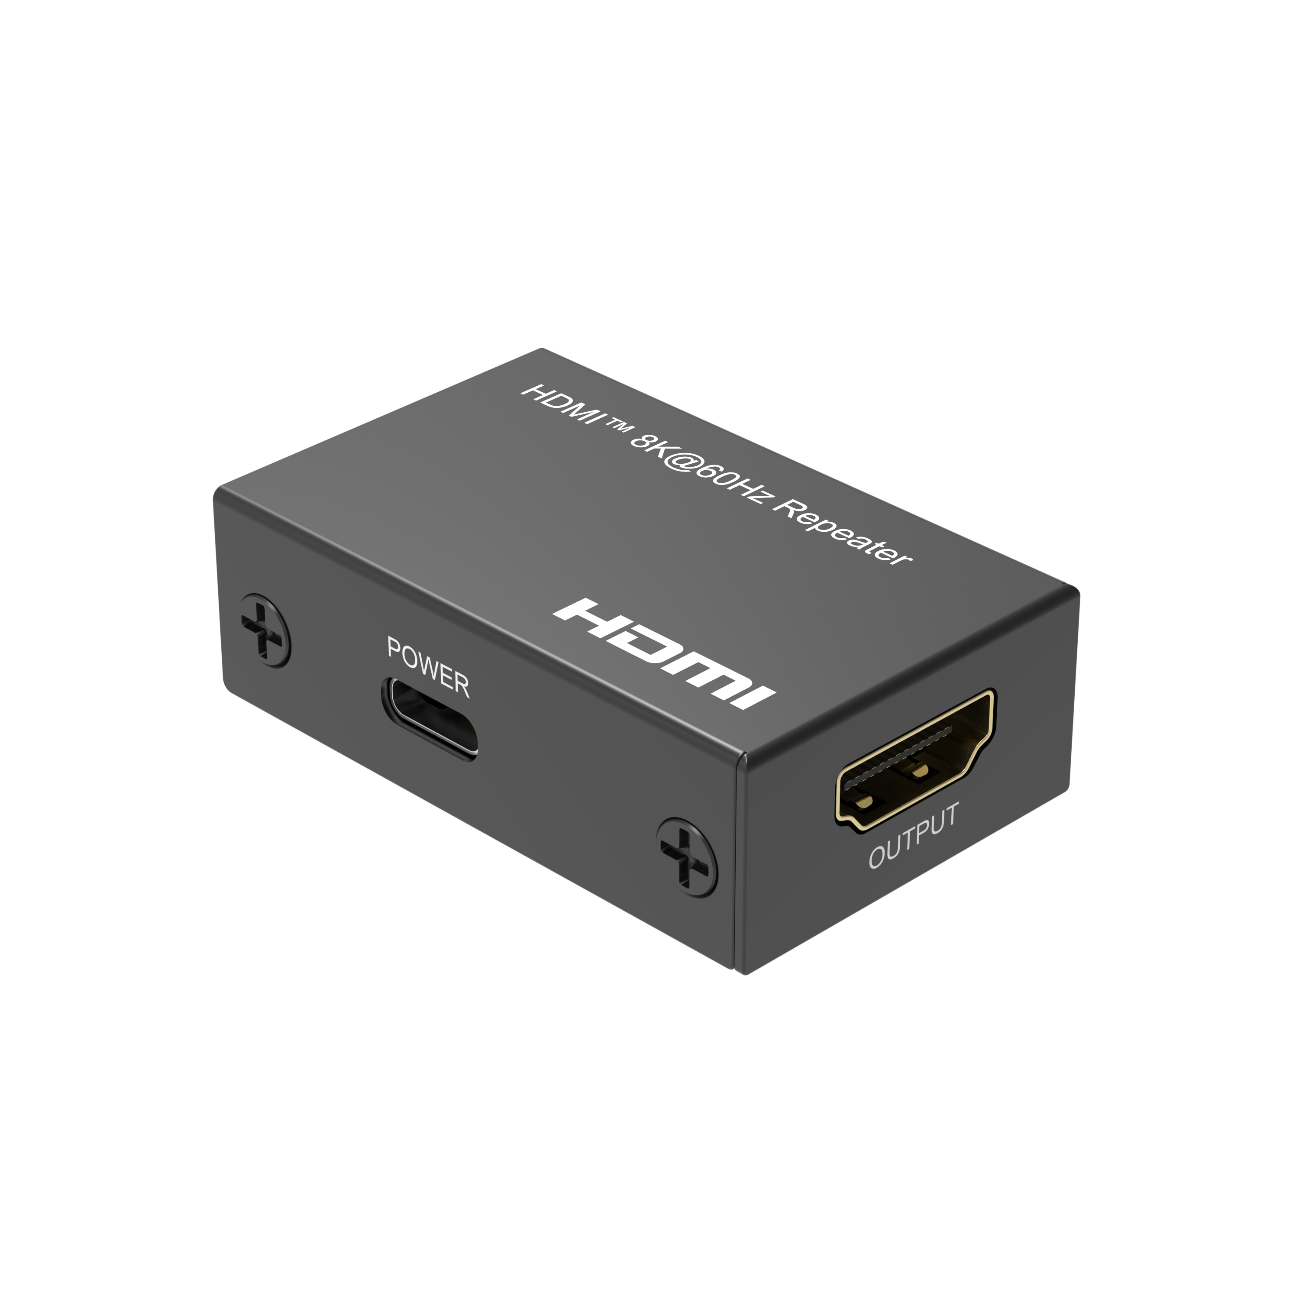 HDMI™ 8K@60Hz Repeater
HDMI
POWER
OUTPUT